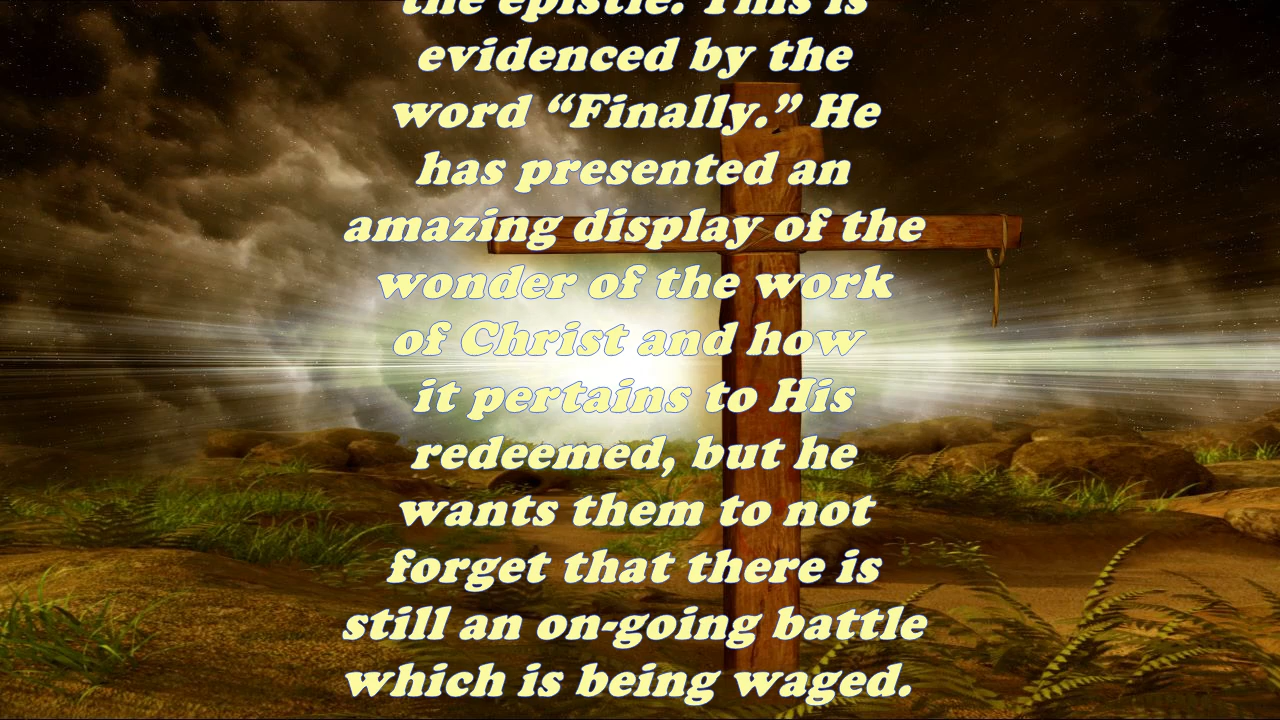 the epistle. This is
evidenced by the
word “Finally.” He
has presented an
amazing display of the
wonder of the work
of Christ and how
it pertains to His
redeemed, but he
wants them to not
forget that there is
still an on-going battle
which is being waged.